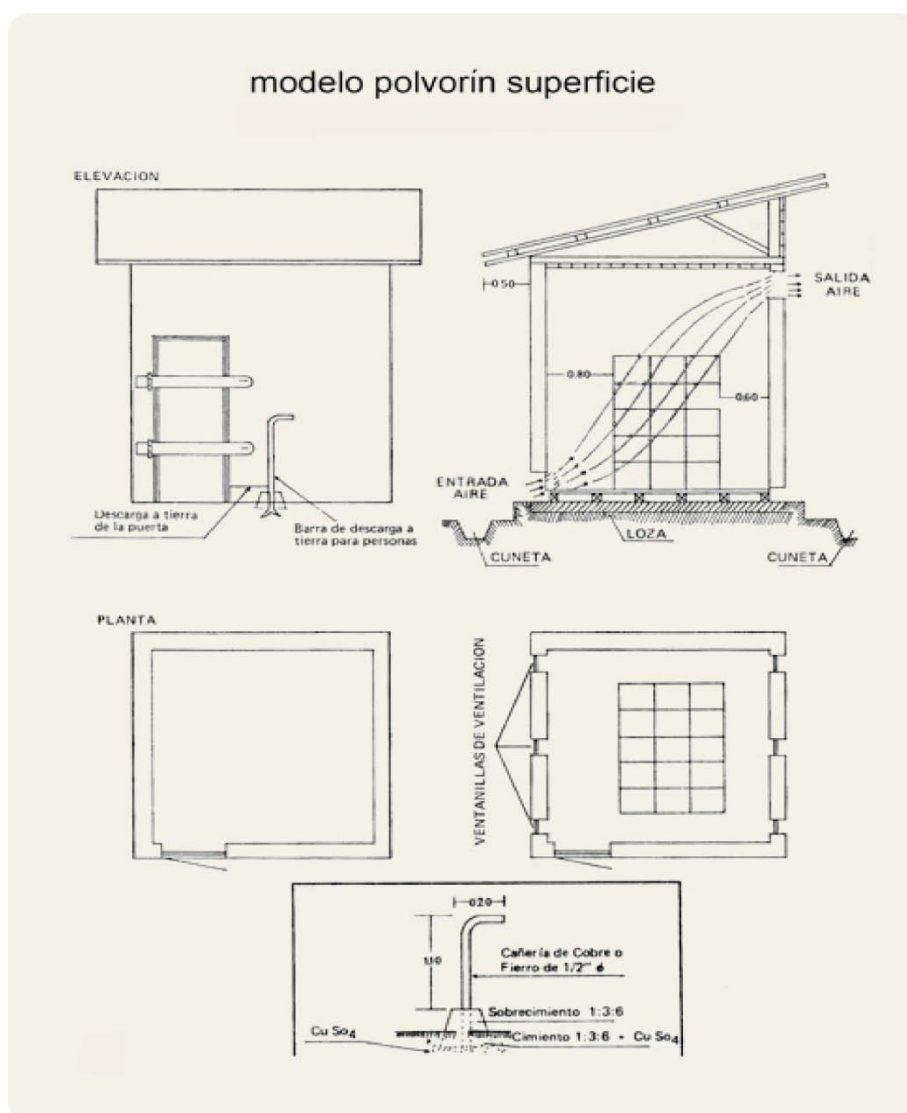 modelo polvorín superficie
ELEVACION
0.50
SALIDA
AIRE
0.80
0.60
ENTRADA
AIRE
Descarga a tierra
de la puerta
Barra de descarga a
tierra para personas
LOZA
CUNETA
CUNETA
PLANTA
VENTANILLAS DE VENTILACION
0.20
1.10
Cañería de Cobre o
Fierro de 1/2" ø
Sobrecimiento 1:3:6
Cu So4
Cimiento 1:3:6 + Cu So4